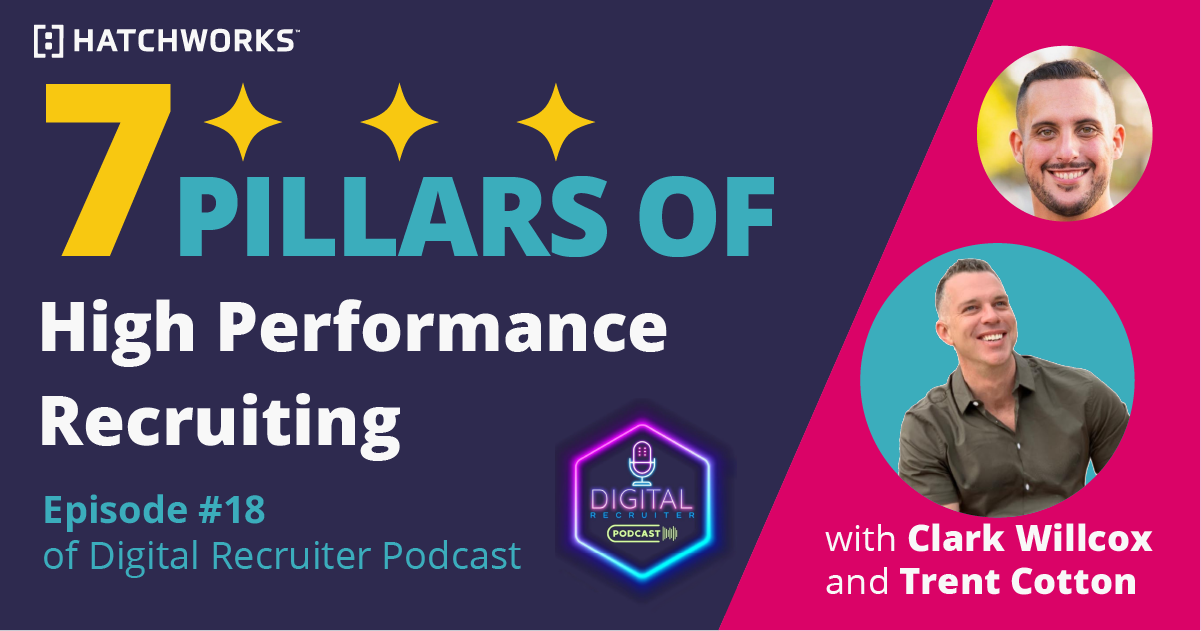 HATCHWORKS™
7 PILLARS OF
High Performance
Recruiting
Episode #18
of Digital Recruiter Podcast
DIGITAL
RECRUITER
PODCAST
with Clark Willcox
and Trent Cotton